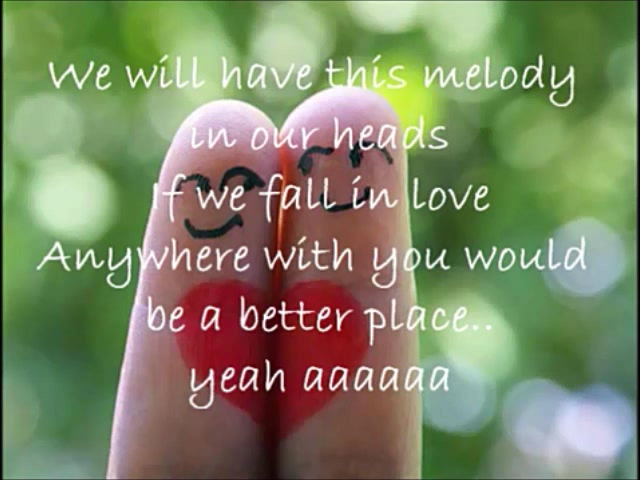 We will have this melody
in our heads
If we fall in love
Anywhere with you would
be a better place..
yeah aaaaaa